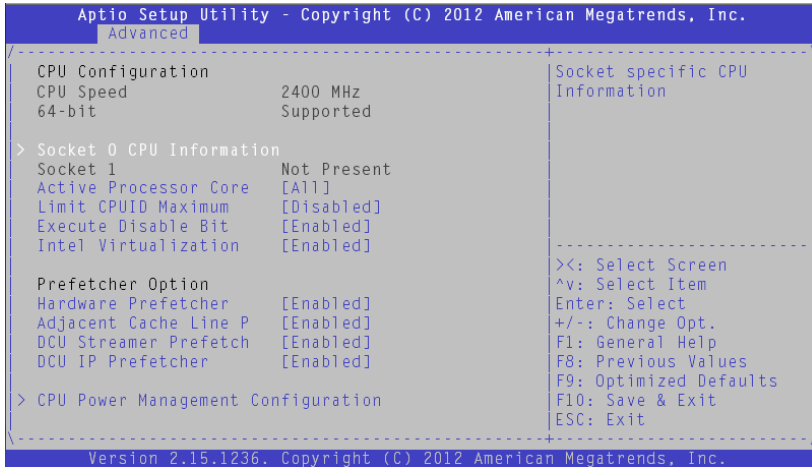 Aptio Setup Utility - Copyright (C) 2012 American Megatrends, Inc.
Advanced
CPU Configuration
CPU Speed 2400 MHz
64-bit Supported
> Socket 0 CPU Information
Socket 1 Not Present
Active Processor Core [All]
Limit CPUID Maximum [Disabled]
Execute Disable Bit [Enabled]
Intel Virtualization [Enabled]
Prefetcher Option
Hardware Prefetcher [Enabled]
Adjacent Cache Line P [Enabled]
DCU Streamer Prefetch [Enabled]
DCU IP Prefetcher [Enabled]
> CPU Power Management Configuration
Socket specific CPU
Information
><: Select Screen
^v: Select Item
Enter: Select
+/-: Change Opt.
F1: General Help
F8: Previous Values
F9: Optimized Defaults
F10: Save & Exit
ESC: Exit
Version 2.15.1236. Copyright (C) 2012 American Megatrends, Inc.